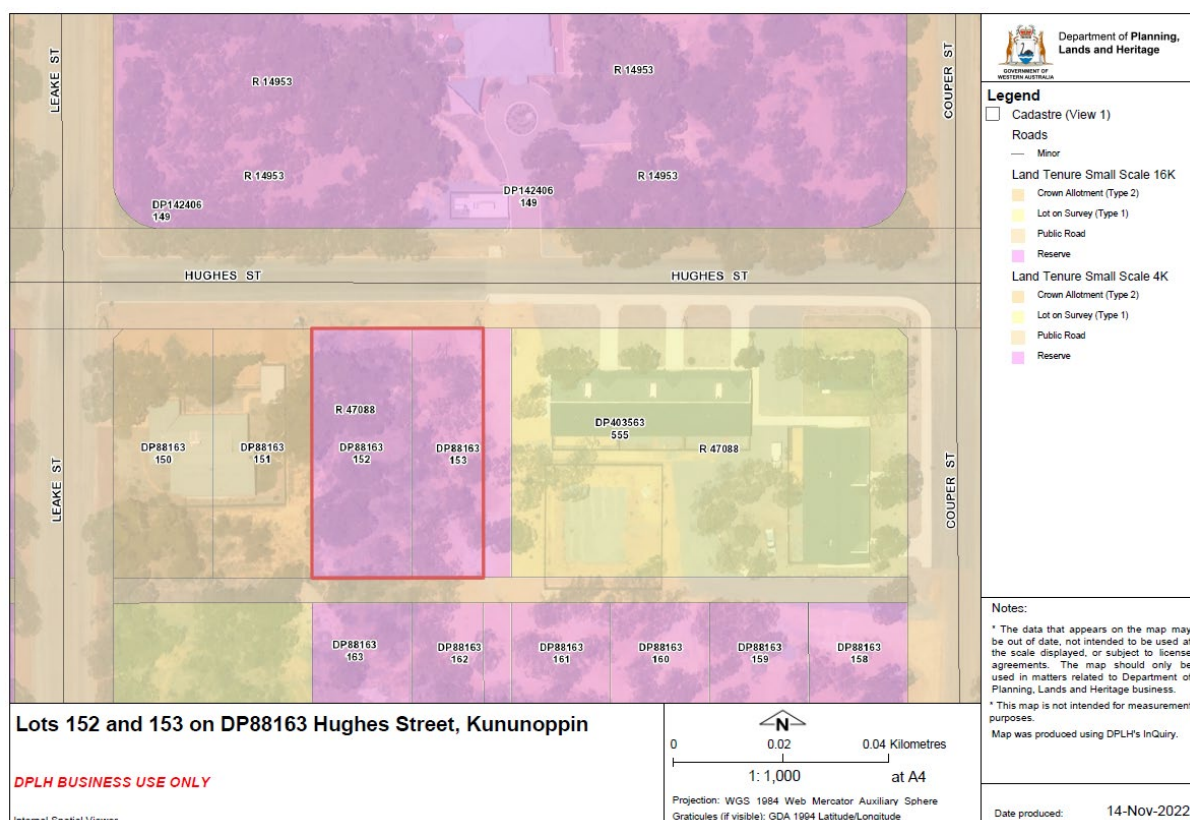 LEAKE ST
R 14953
R 14953
COUPER ST
R 14953
R 14953
DP142406
149
DP142406
149
HUGHES ST
HUGHES ST
R 47088
DP88163
150
DP88163
151
DP88163
152
DP88163
153
DP403563
555
R 47088
LEAKE ST
COUPER ST
DP88163
163
DP88163
162
DP88163
161
DP88163
160
DP88163
159
DP88163
158
GOVERNMENT OF
WESTERN AUSTRALIA
Department of Planning,
Lands and Heritage
Legend
Cadastre (View 1)
Roads
Minor
Land Tenure Small Scale 16K
Crown Allotment (Type 2)
Lot on Survey (Type 1)
Public Road
Reserve
Land Tenure Small Scale 4K
Crown Allotment (Type 2)
Lot on Survey (Type 1)
Public Road
Reserve
Notes:
* The data that appears on the map may
be out of date, not intended to be used at
the scale displayed, or subject to license
agreements. The map should only be
used in matters related to Department of
Planning, Lands and Heritage business.
* This map is not intended for measurement
purposes.
Map was produced using DPLH's InQuiry.
Lots 152 and 153 on DP88163 Hughes Street, Kununoppin
DPLH BUSINESS USE ONLY
Internal Spatial Viewer
N
0 0.02 0.04 Kilometres
1: 1,000 at A4
Projection: WGS 1984 Web Mercator Auxiliary Sphere
Graticules (if visible): GDA 1994 Latitude/Longitude
Date produced: 14-Nov-2022